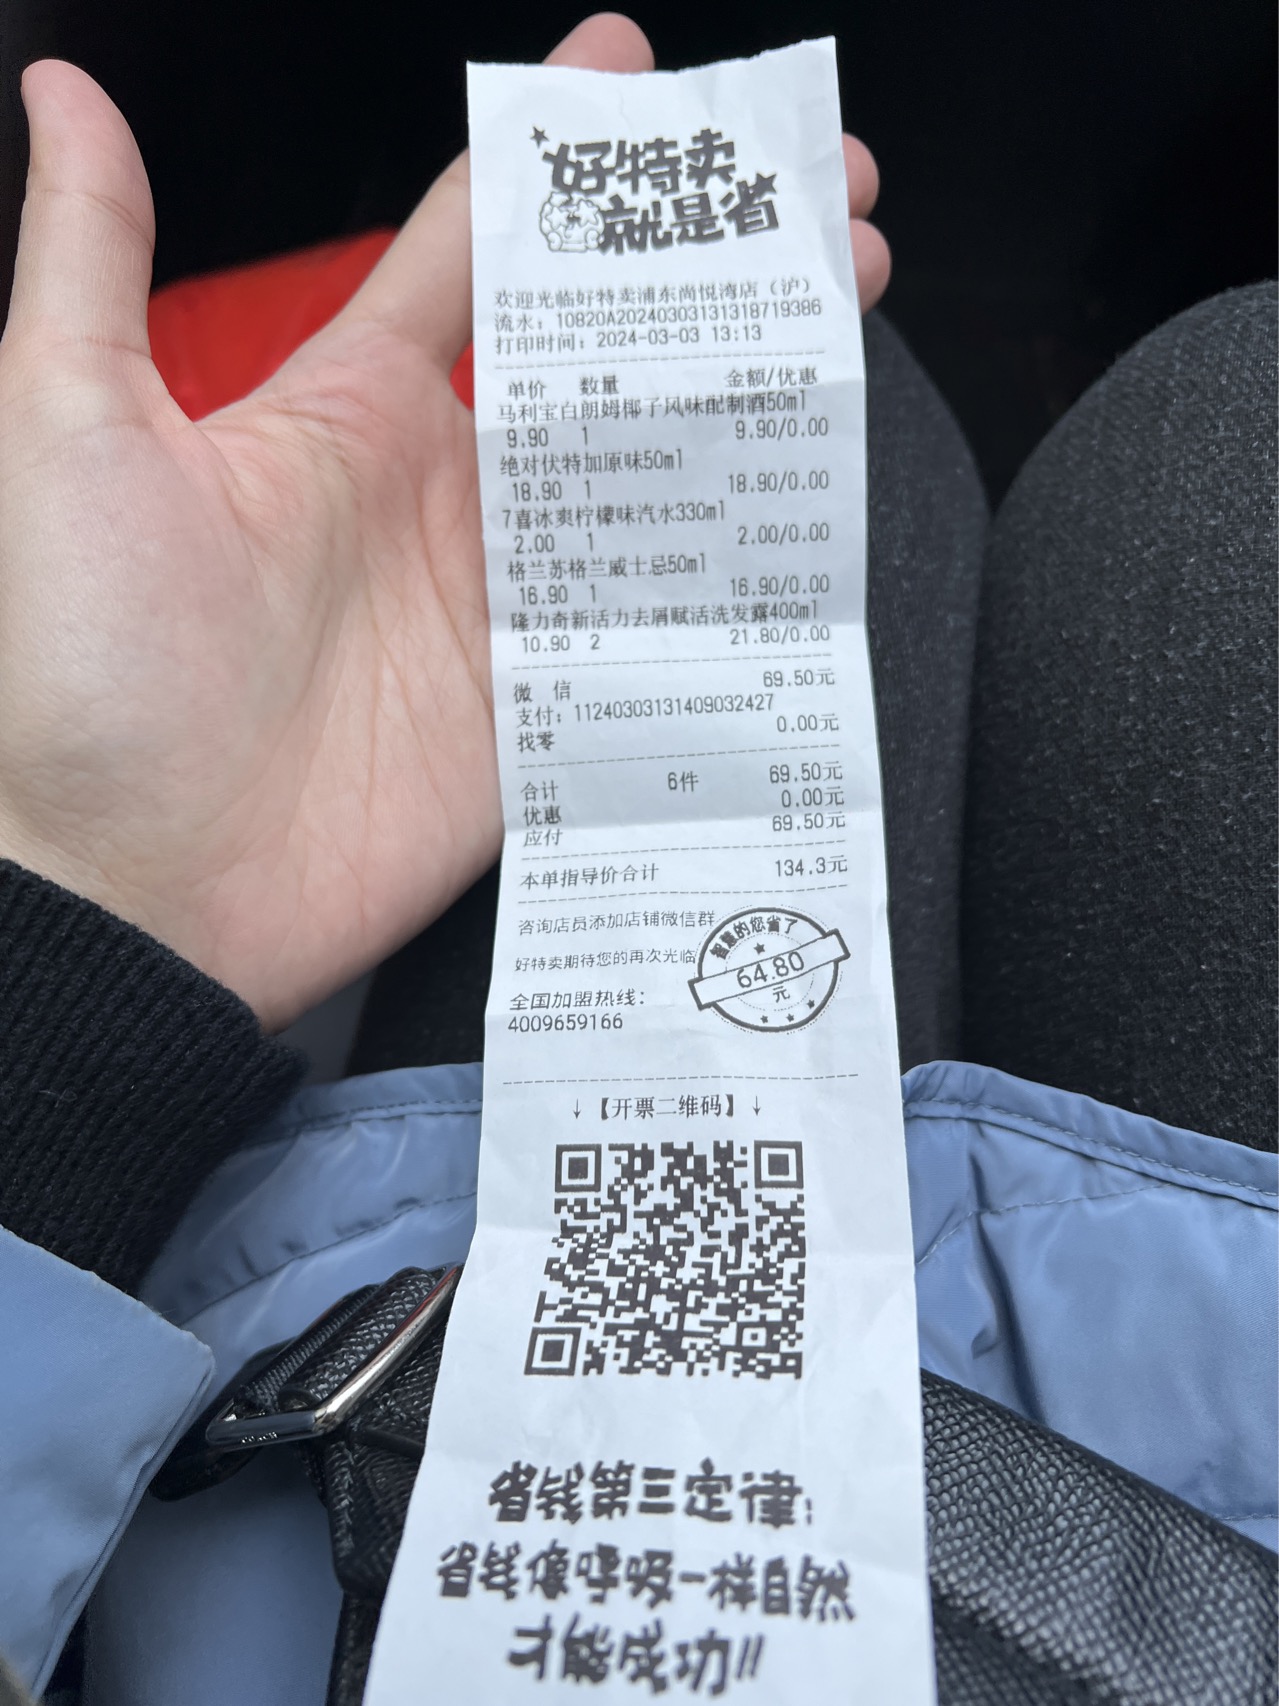 好特卖
就是省
欢迎光临好特卖浦东尚悦湾店（沪）
流水：10820A20240303131318719386
打印时间：2024-03-03 13:13
单价 数量 金额/优惠
马利宝白朗姆椰子风味配制酒50ml
9.90 1 9.90/0.00
绝对伏特加原味50ml
18.90 1 18.90/0.00
7喜冰爽柠檬味汽水330ml
2.00 1 2.00/0.00
格兰苏格兰威士忌50ml
16.90 1 16.90/0.00
隆力奇新活力去屑赋活洗发露400ml
10.90 2 21.80/0.00
微 信 69.50元
支付：11240303131409032427
找零 0.00元
合计 6件 69.50元
优惠 0.00元
应付 69.50元
本单指导价合计 134.3元
咨询店员添加店铺微信群
好特卖期待您的再次光临
智慧的您省了
64.80
元
全国加盟热线：
4009659166
↓【开票二维码】↓
省钱第三定律：
省钱像呼吸一样自然
才能成功！！